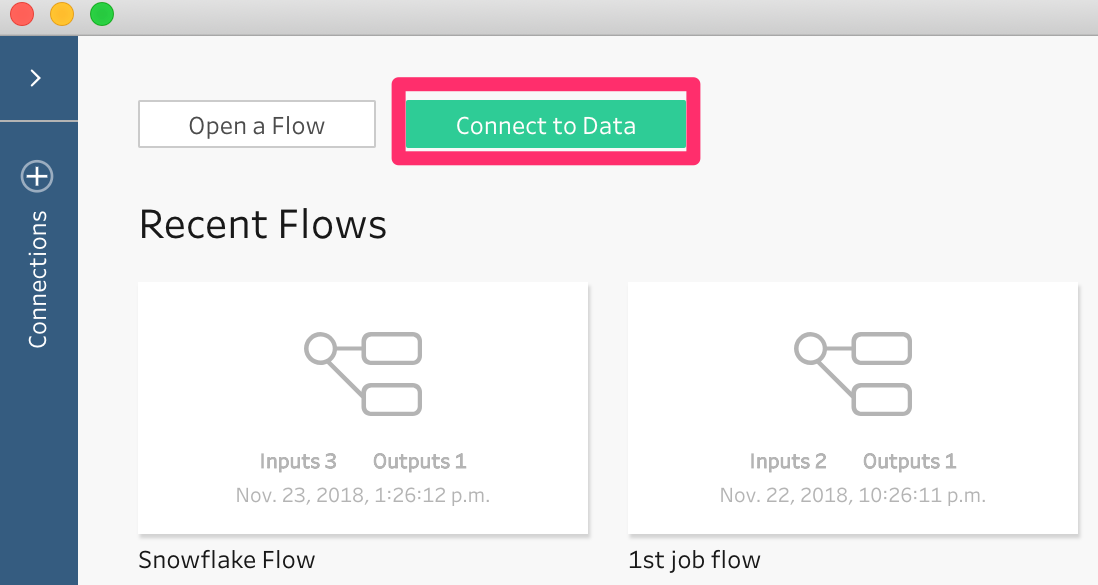 Open a Flow
Connect to Data
Connections
Recent Flows
Inputs 3 Outputs 1
Nov. 23, 2018, 1:26:12 p.m.
Snowflake Flow
Inputs 2 Outputs 1
Nov. 22, 2018, 10:26:11 p.m.
1st job flow